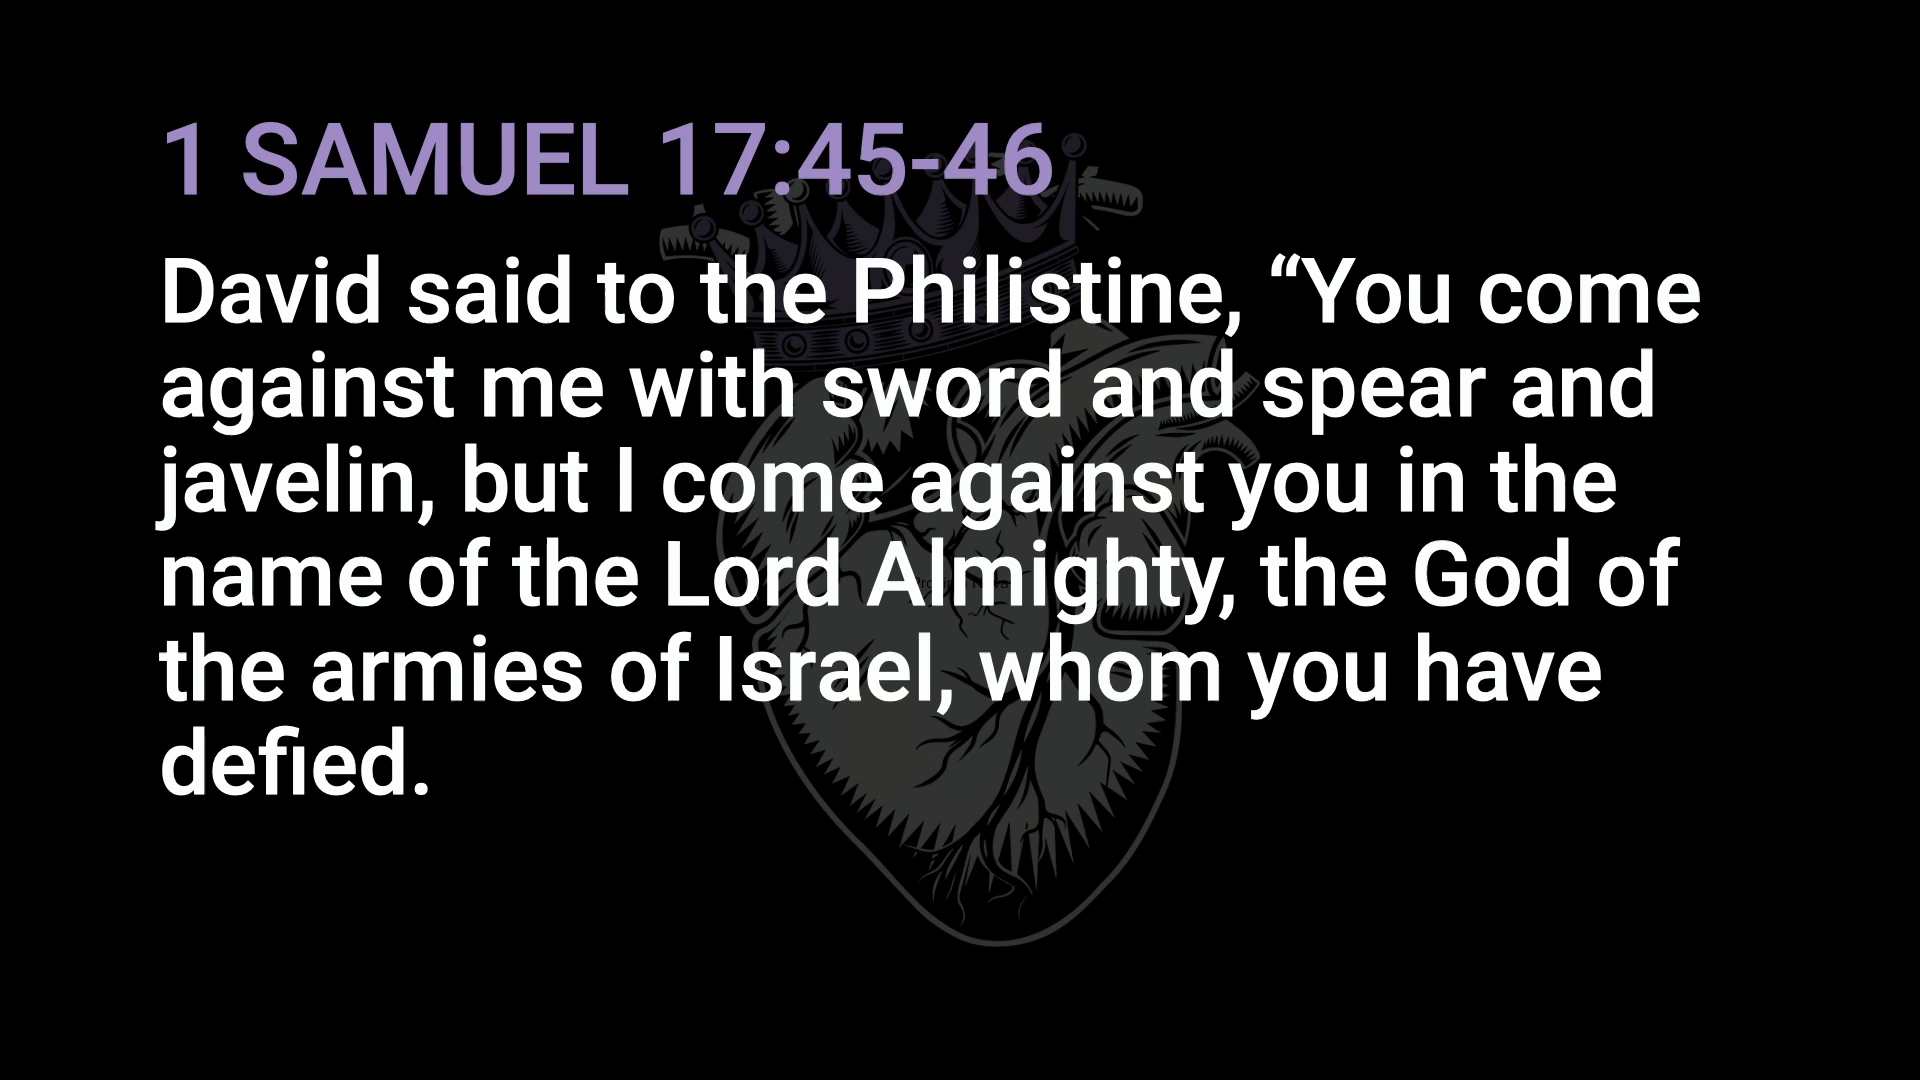 1 SAMUEL 17:45-46
David said to the Philistine, “You come
against me with sword and spear and
javelin, but I come against you in the
name of the Lord Almighty, the God of
the armies of Israel, whom you have
defied.